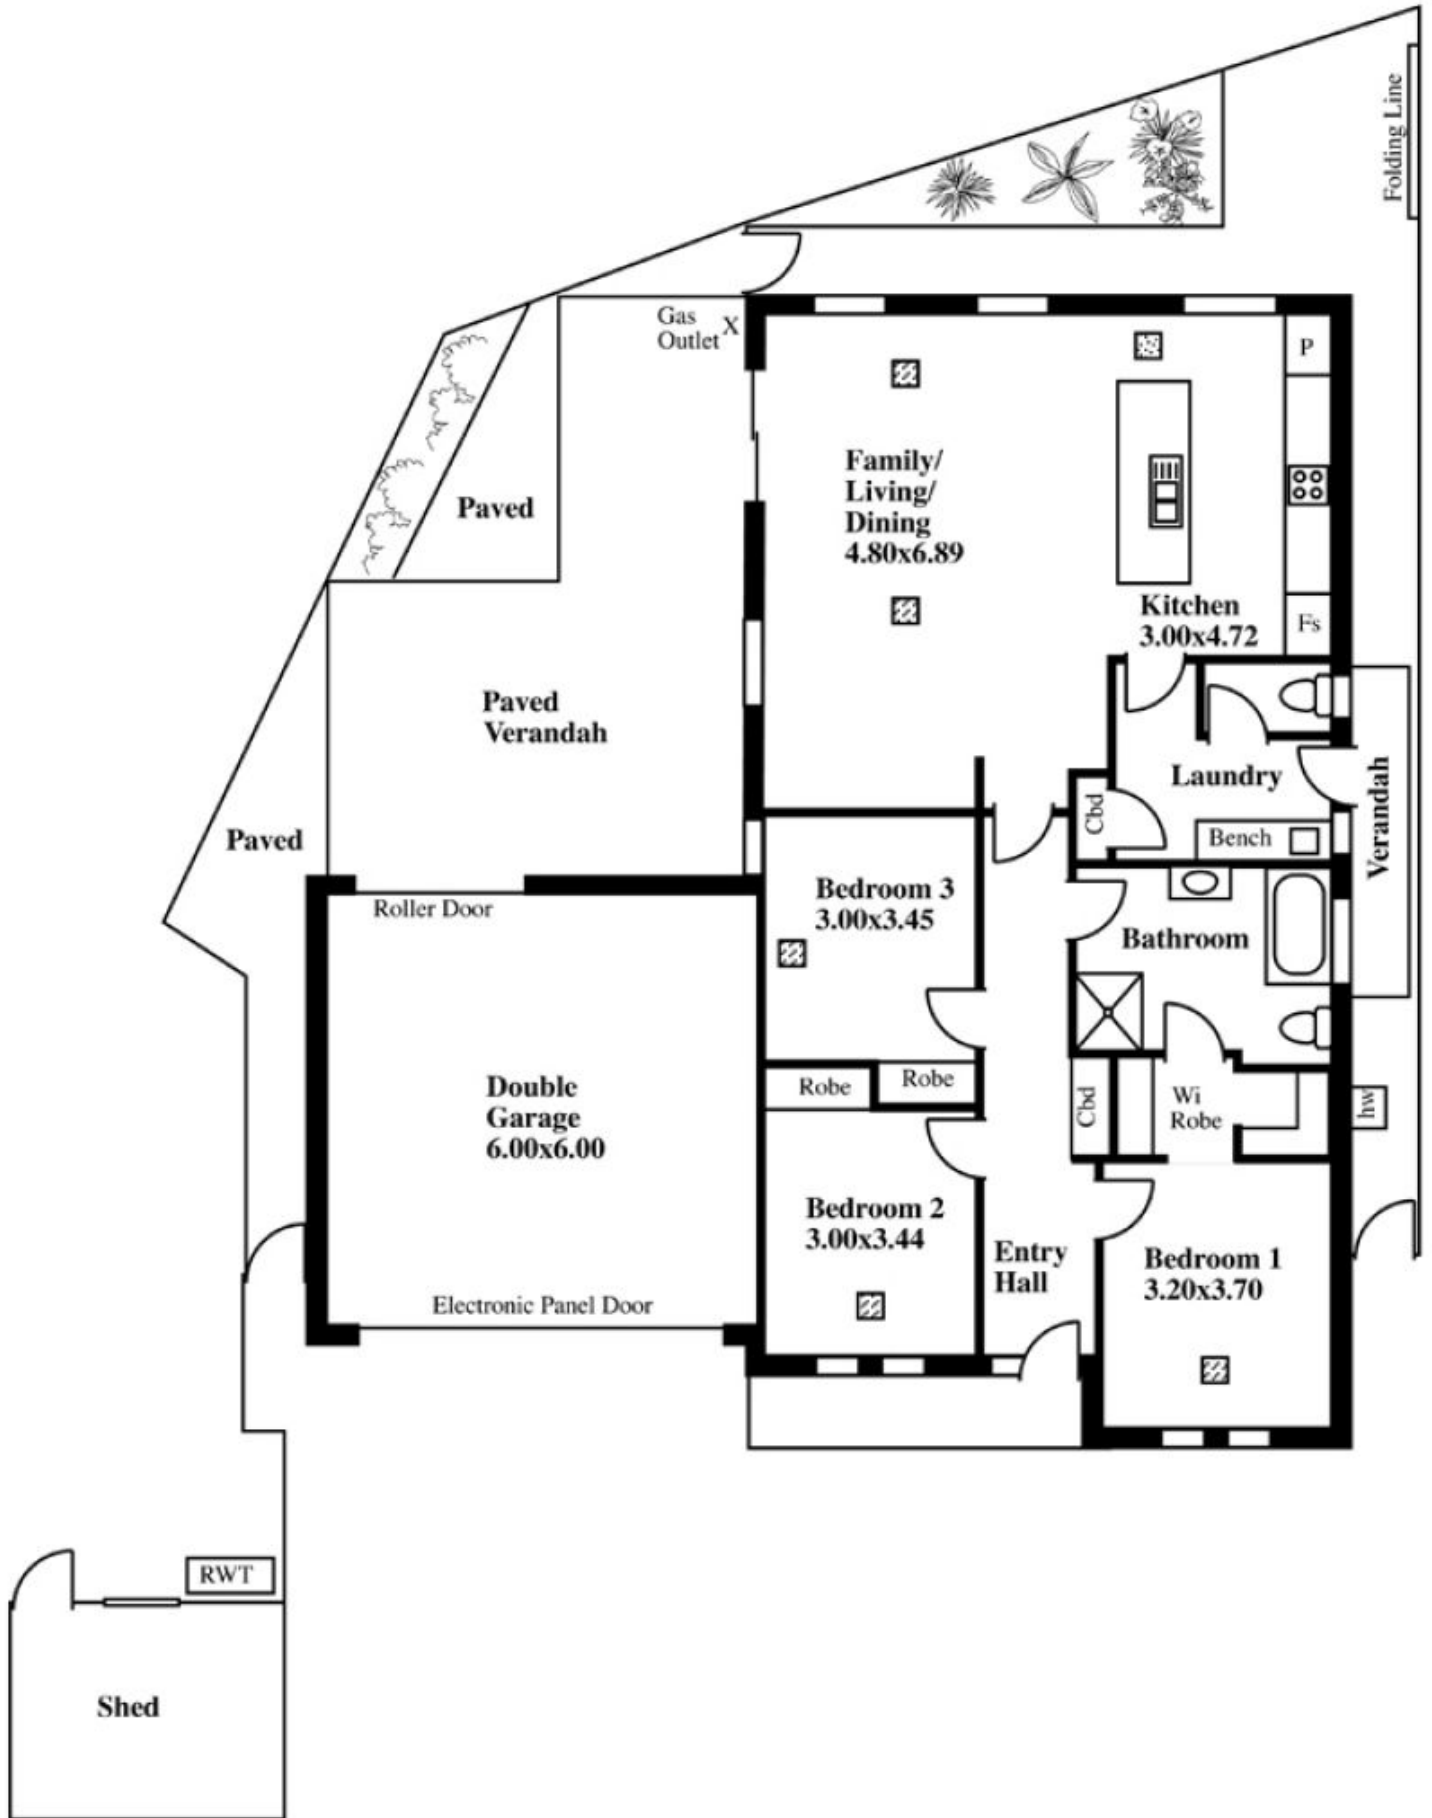 Folding Line
Gas
Outlet X
P
Family/
Living/
Dining
4.80x6.89
Paved
Kitchen
3.00x4.72
Fs
Paved
Verandah
Laundry
Verandah
Cbd
Bench
Paved
Bedroom 3
3.00x3.45
Roller Door
Bathroom
Double
Garage
6.00x6.00
Robe
Robe
Cbd
Wi
Robe
hw
Bedroom 2
3.00x3.44
Entry
Hall
Bedroom 1
3.20x3.70
Electronic Panel Door
RWT
Shed